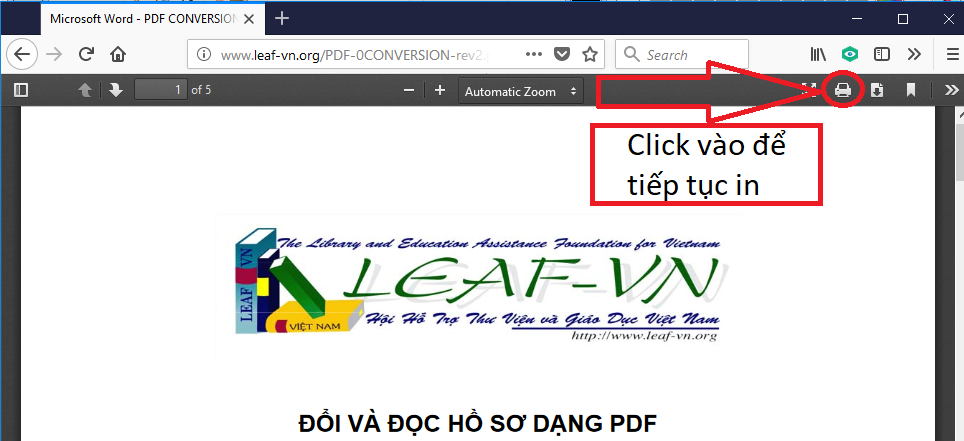 Microsoft Word - PDF CONVERSION
www.leaf-vn.org/PDF-0CONVERSION-rev2.
Search
1 of 5
Automatic Zoom
Click vào để
tiếp tục in
The Library and Education Assistance Foundation for Vietnam
LEAF VN
LEAF-VN
VIỆT NAM
Hội Hỗ Trợ Thư Viện và Giáo Dục Việt Nam
http://www.leaf-vn.org
ĐỔI VÀ ĐỌC HỒ SƠ DẠNG PDF